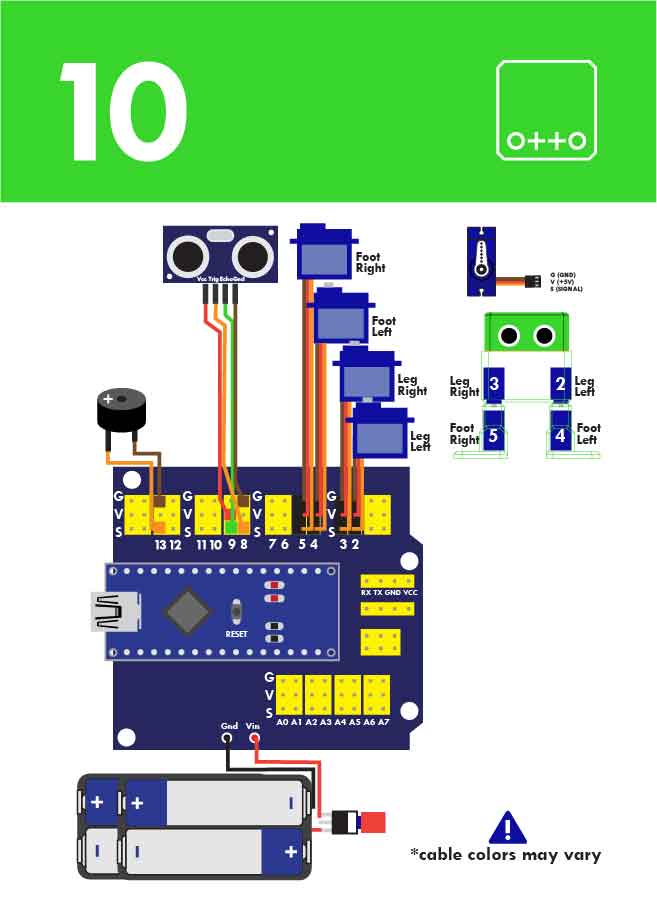 10
O++O
Vcc Trig Echo Gnd
Foot
Right
Foot
Left
Leg
Right
Leg
Left
G (GND)
V (+5V)
S (SIGNAL)
Leg
Right
3
2
Leg
Left
Foot
Right
5
4
Foot
Left
+
G G G G
V V V V
S S S S
13 12 11 10 9 8 7 6 5 4 3 2
RX TX GND VCC
RESET
G
V
S
A0 A1 A2 A3 A4 A5 A6 A7
Gnd Vin
+ + -
- - +
!
*cable colors may vary